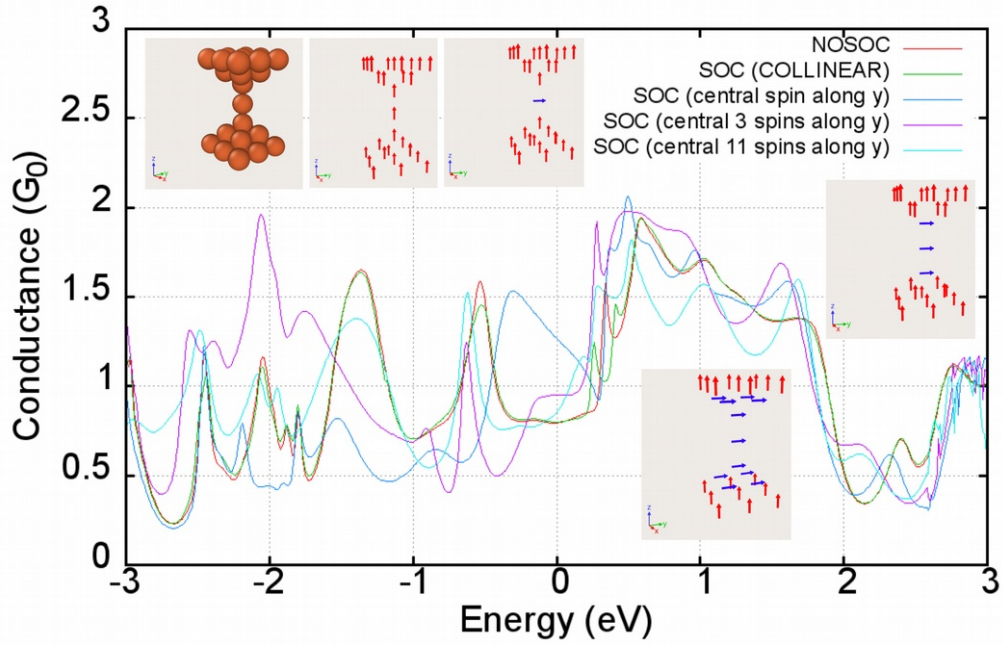 3
2.5
2
1.5
1
0.5
0
Conductance (G0)
NOSOC
SOC (COLLINEAR)
SOC (central spin along y)
SOC (central 3 spins along y)
SOC (central 11 spins along y)
z
y
x
z
y
x
z
y
x
z
y
x
z
y
x
-3
-2
-1
0
1
2
3
Energy (eV)